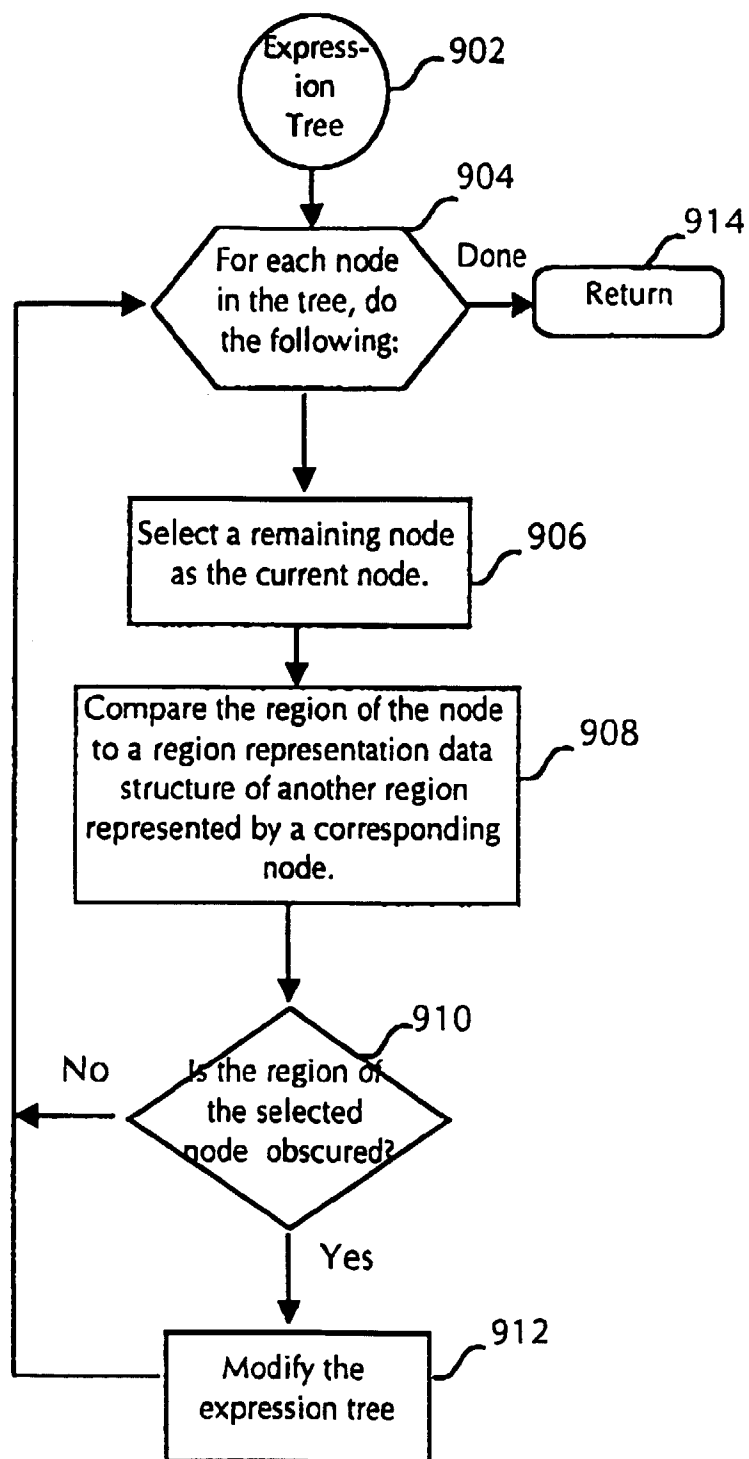 Express-
ion
Tree
902
904
For each node
in the tree, do
the following:
Done
914
Return
Select a remaining node
as the current node.
906
Compare the region of the node
to a region representation data
structure of another region
represented by a corresponding
node.
908
910
Is the region of
the selected
node obscured?
No
Yes
912
Modify the
expression tree